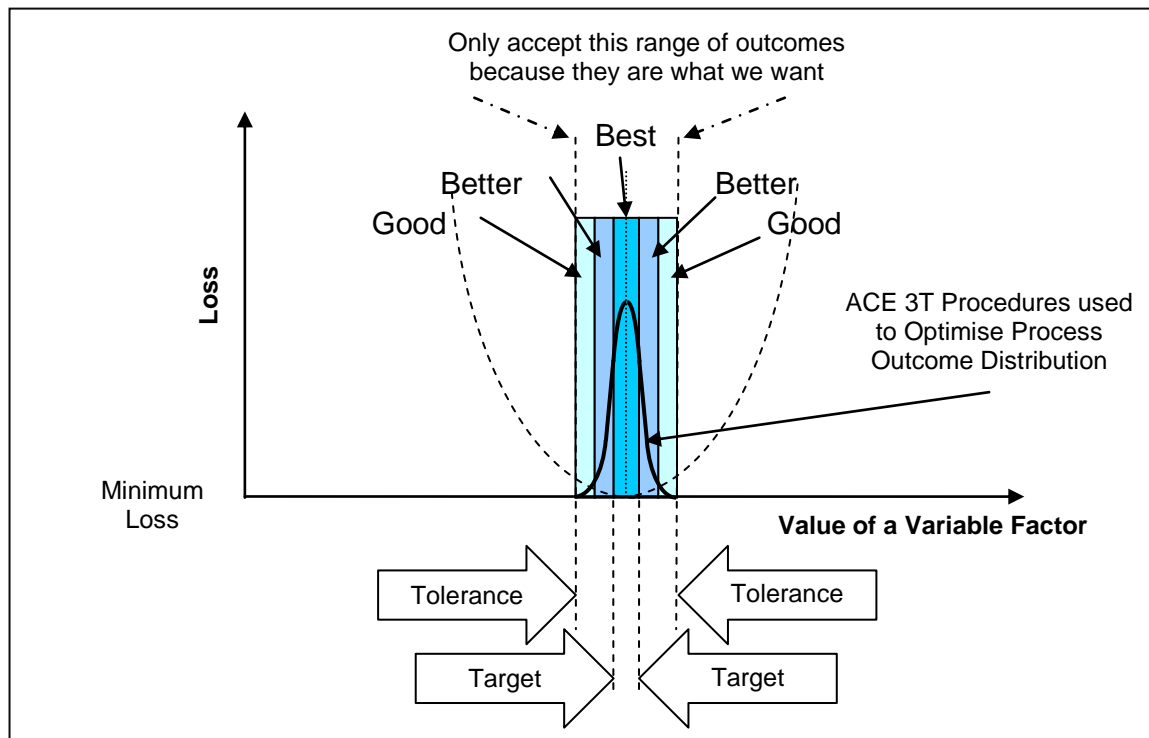 Only accept this range of outcomes
because they are what we want
Best
Better
Better
Good
Good
Loss
ACE 3T Procedures used
to Optimise Process
Outcome Distribution
Minimum
Loss
Value of a Variable Factor
Tolerance
Tolerance
Target
Target